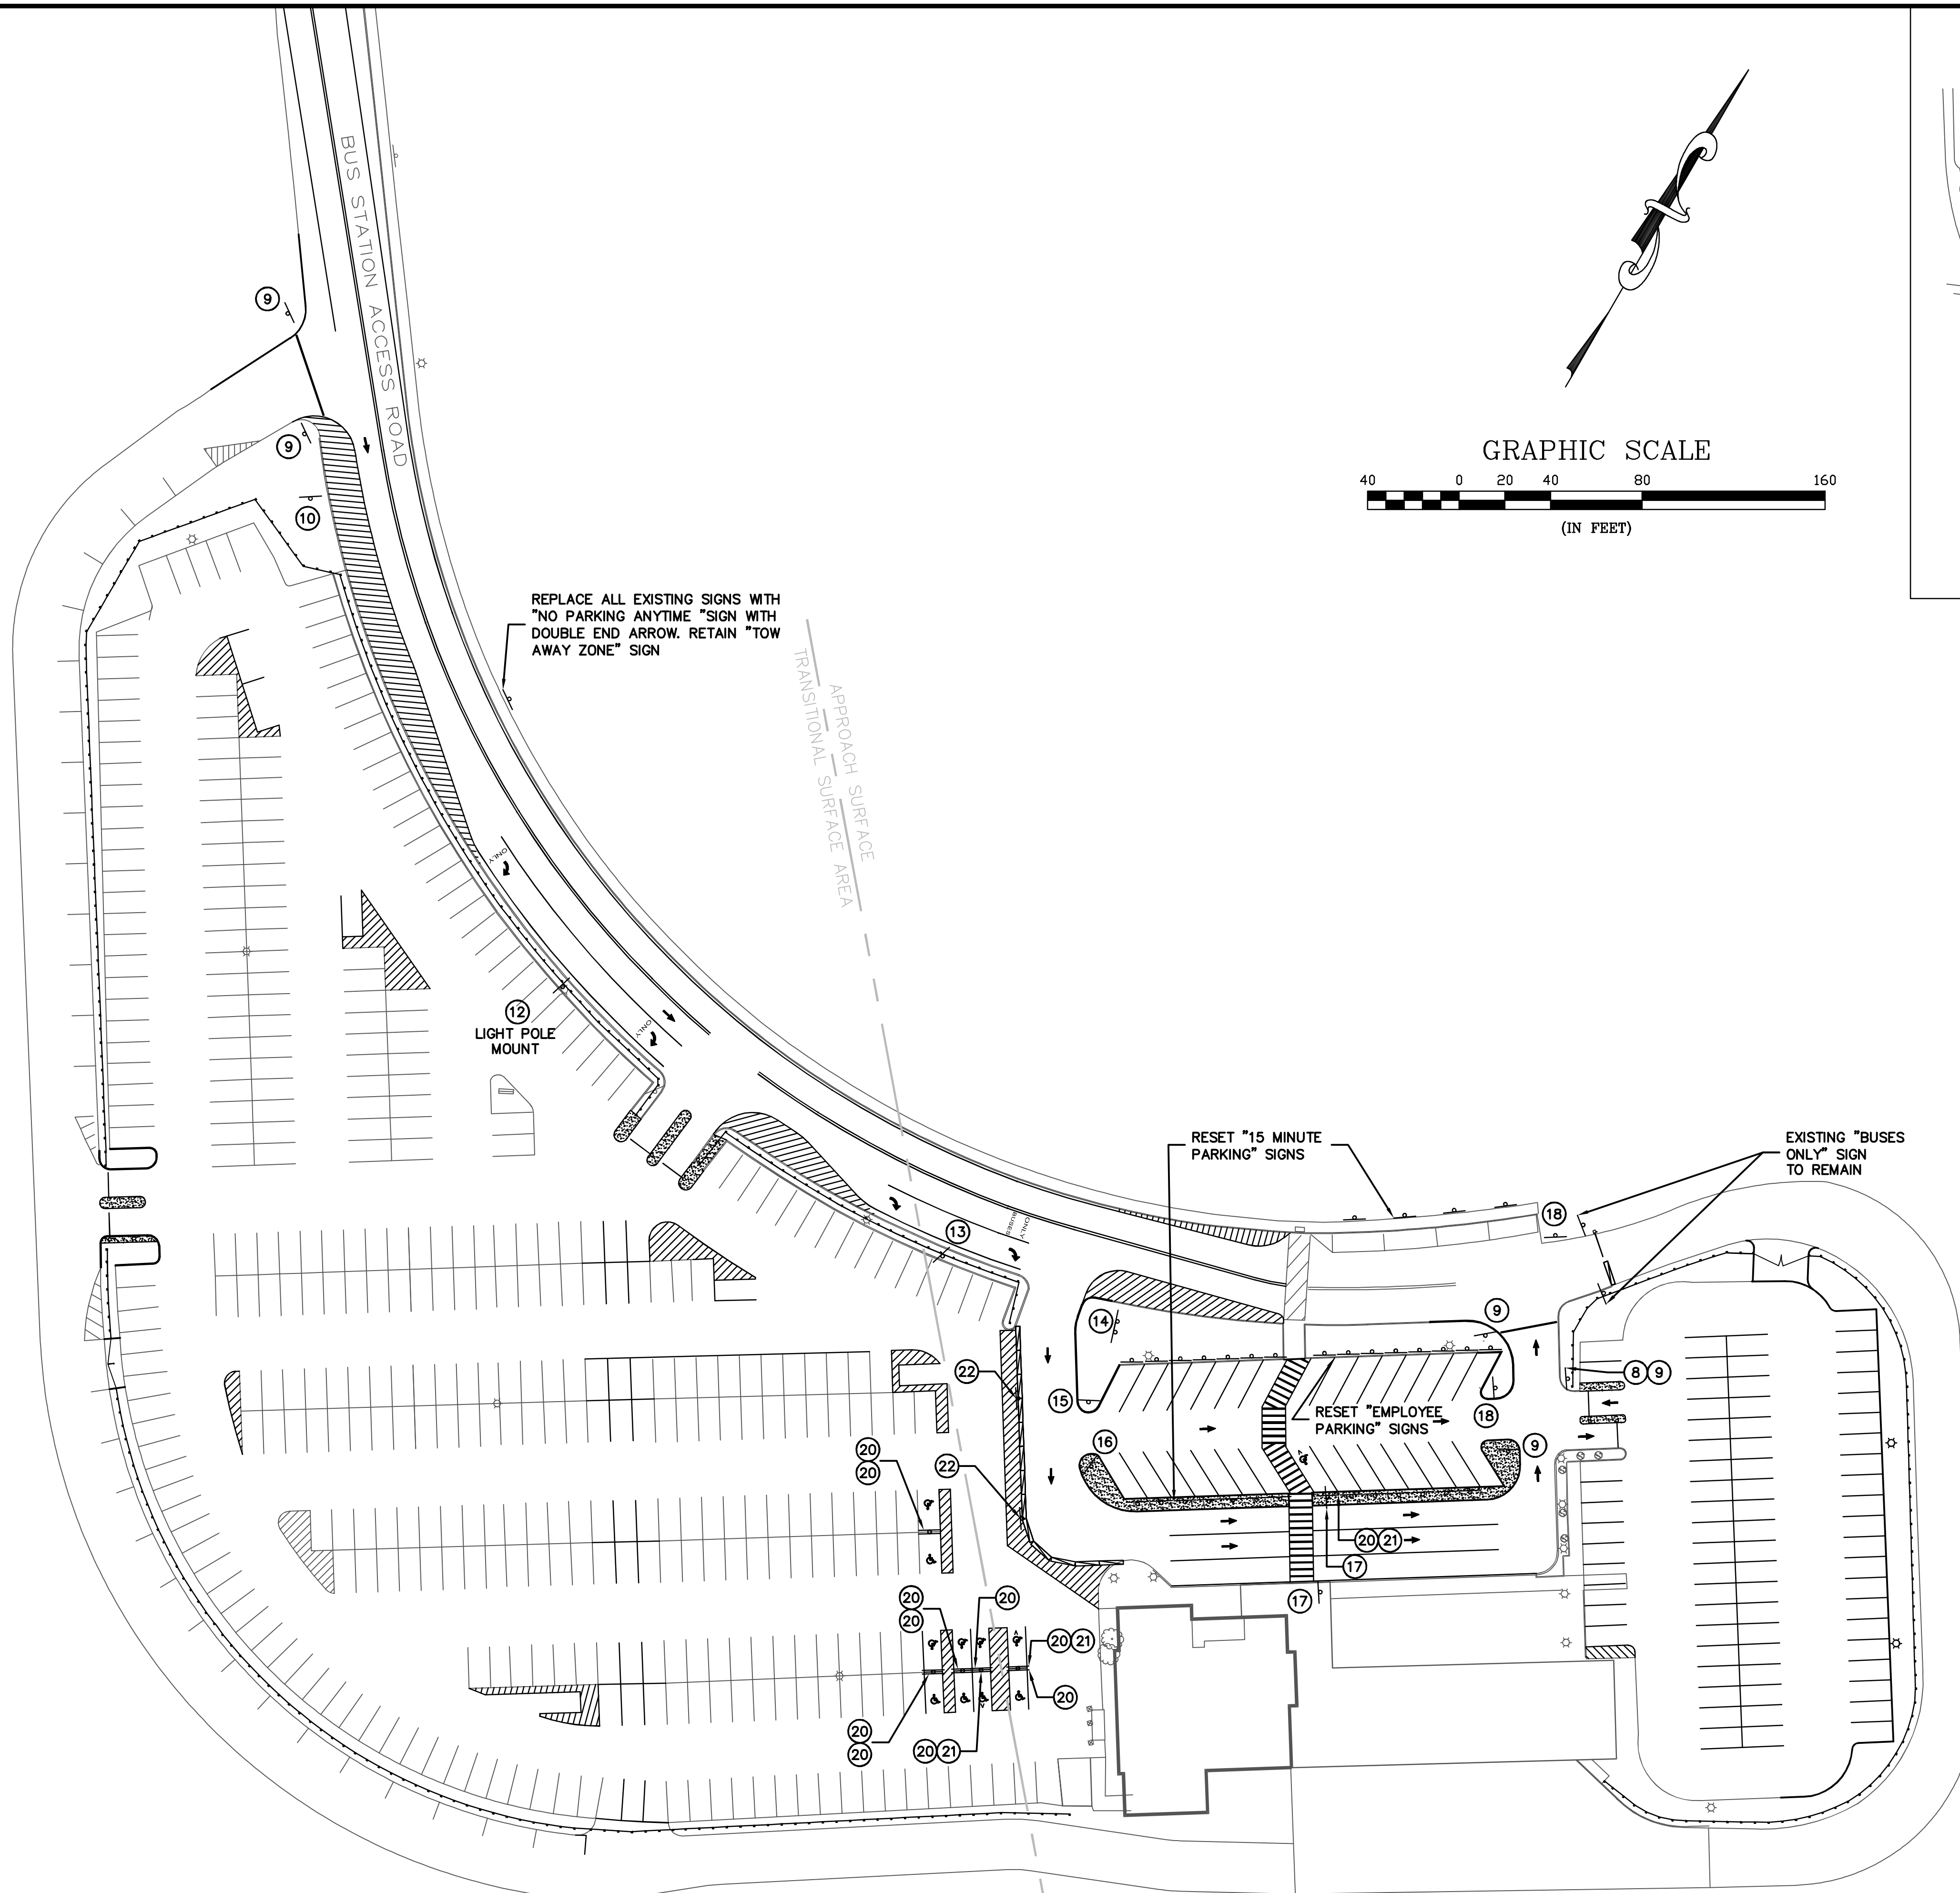 BUS STATION ACCESS ROAD
GRAPHIC SCALE
40 0 20 40 80 160
(IN FEET)
9
9
10
REPLACE ALL EXISTING SIGNS WITH
"NO PARKING ANYTIME "SIGN WITH
DOUBLE END ARROW. RETAIN "TOW
AWAY ZONE" SIGN
APPROACH SURFACE
TRANSITIONAL SURFACE AREA
ONLY
12
LIGHT POLE
MOUNT
ONLY
RESET "15 MINUTE
PARKING" SIGNS
EXISTING "BUSES
ONLY" SIGN
TO REMAIN
13
BUSES
ONLY
18
14
9
22
8 9
15
RESET "EMPLOYEE
PARKING" SIGNS
18
16
9
20
20
22
A
20 21
17
20
20
20
17
A
20 21
20
20
20
20 21
A